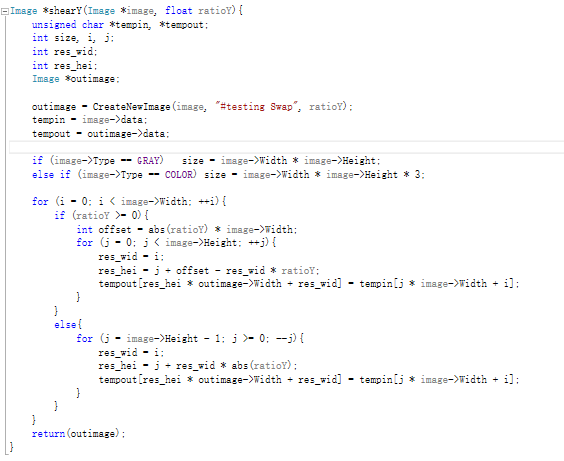 Image *shearY(Image *image, float ratioY){
    unsigned char *tempin, *tempout;
    int size, i, j;
    int res_wid;
    int res_hei;
    Image *outimage;

    outimage = CreateNewImage(image, "#testing Swap", ratioY);
    tempin = image->data;
    tempout = outimage->data;

    if (image->Type == GRAY)   size = image->Width * image->Height;
    else if (image->Type == COLOR) size = image->Width * image->Height * 3;

    for (i = 0; i < image->Width; ++i){
        if (ratioY >= 0){
            int offset = abs(ratioY) * image->Width;
            for (j = 0; j < image->Height; ++j){
                res_wid = i;
                res_hei = j + offset - res_wid * ratioY;
                tempout[res_hei * outimage->Width + res_wid] = tempin[j * image->Width + i];
            }
        }
        else{
            for (j = image->Height - 1; j >= 0; --j){
                res_wid = i;
                res_hei = j + res_wid * abs(ratioY);
                tempout[res_hei * outimage->Width + res_wid] = tempin[j * image->Width + i];
            }
        }
    }
    return(outimage);
}